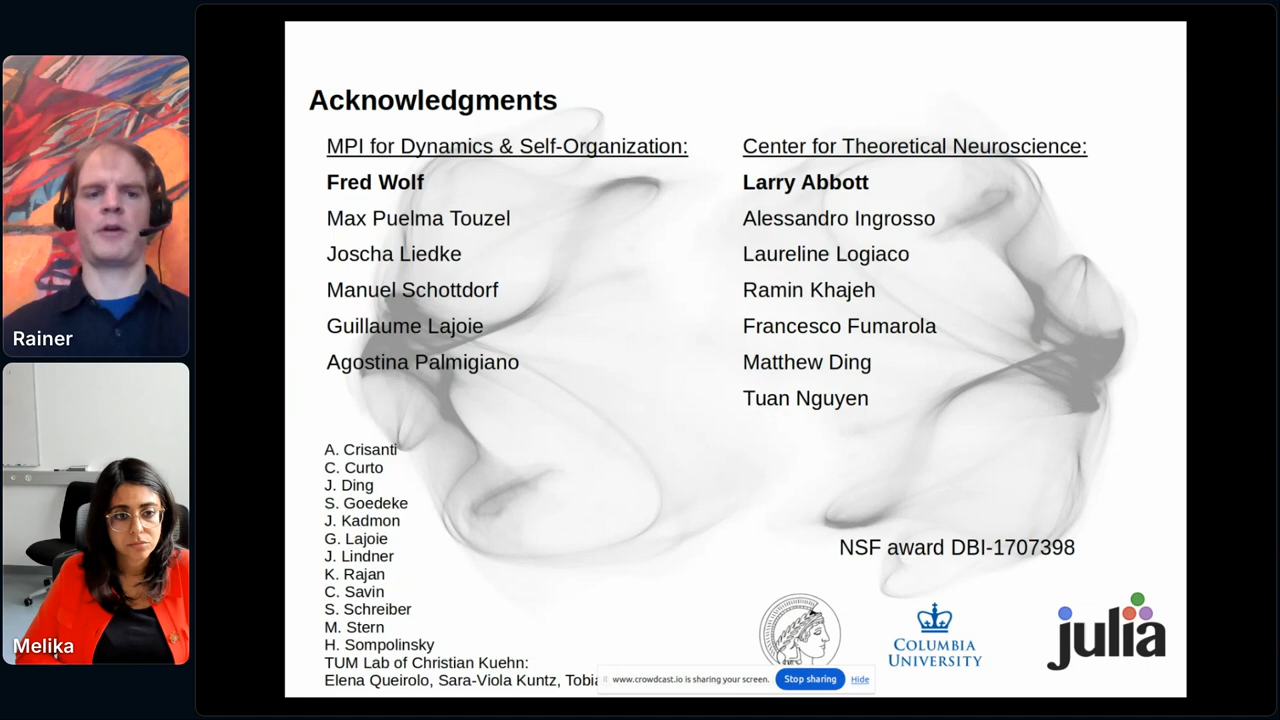 Acknowledgments
MPI for Dynamics & Self-Organization:
Fred Wolf
Max Puelma Touzel
Joscha Liedke
Manuel Schottdorf
Guillaume Lajoie
Agostina Palmigiano
Center for Theoretical Neuroscience:
Larry Abbott
Alessandro Ingrosso
Laureline Logiaco
Ramin Khajeh
Francesco Fumarola
Matthew Ding
Tuan Nguyen
A. Crisanti
C. Curto
J. Ding
S. Goedeke
J. Kadmon
G. Lajoie
J. Lindner
K. Rajan
C. Savin
S. Schreiber
M. Stern
H. Sompolinsky
TUM Lab of Christian Kuehn:
Elena Queirolo, Sara-Viola Kuntz,
NSF award DBI-1707398
COLUMBIA
UNIVERSITY
julia
www.crowdcast.io is sharing your screen.
Stop sharing
Hide
Rainer
Melika